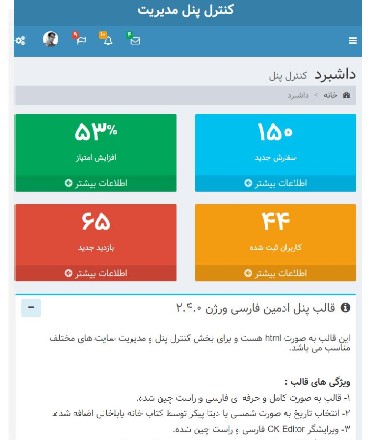 کنترل پنل مدیریت
داشبرد کنترل پنل
خانه داشبرد
۱۵۰
سفارش جدید
اطلاعات بیشتر
۵۳%
افزایش امتیاز
اطلاعات بیشتر
۴۴
کاربران ثبت شده
اطلاعات بیشتر
۶۵
بازدید جدید
اطلاعات بیشتر
قالب پنل ادمین فارسی ورژن ۲.۴.۰
این قالب به صورت html هست و برای بخش کنترل پنل و مدیریت سایت های مختلف
مناسب می باشد.
ویژگی های قالب :
۱- قالب به صورت کامل و حرفه ای فارسی و راست چین شده.
۲- انتخاب تاریخ به صورت شمسی با دیتا پیکر توسط کتاب خانه باباخانی اضافه شده.
۳- ویرایشگر CK Editor فارسی و راست چین شده.